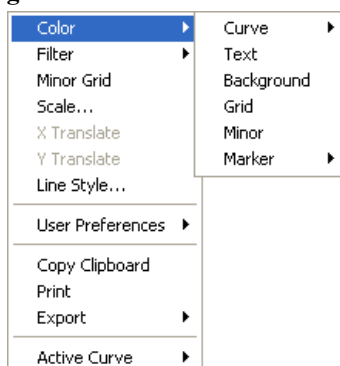 Color
Filter
Minor Grid
Scale...
X Translate
Y Translate
Line Style...
User Preferences
Copy Clipboard
Print
Export
Active Curve
Curve
Text
Background
Grid
Minor
Marker